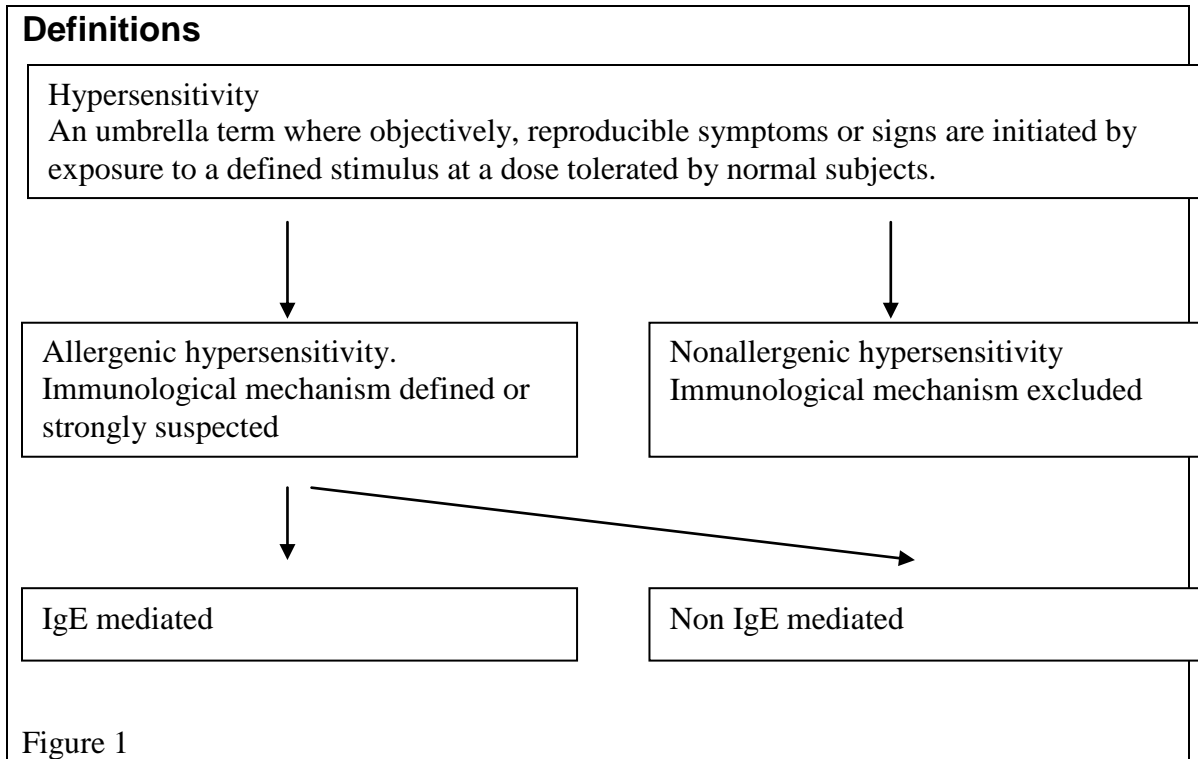 Definitions
Hypersensitivity
An umbrella term where objectively, reproducible symptoms or signs are initiated by
exposure to a defined stimulus at a dose tolerated by normal subjects.
Allergenic hypersensitivity.
Immunological mechanism defined or
strongly suspected
Nonallergenic hypersensitivity
Immunological mechanism excluded
IgE mediated
Non IgE mediated
Figure 1